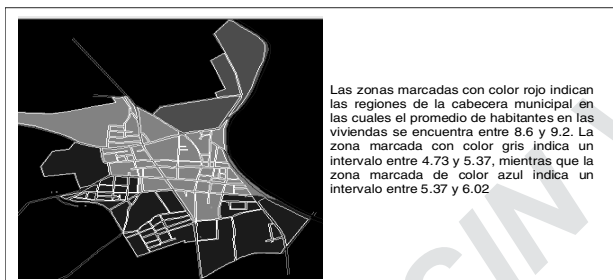 Las zonas marcadas con color rojo indican
las regiones de la cabecera municipal en
las cuales el promedio de habitantes en las
viviendas se encuentra entre 8.6 y 9.2. La
zona marcada con color gris indica un
intervalo entre 4.73 y 5.37, mientras que la
zona marcada de color azul indica un
intervalo entre 5.37 y 6.02